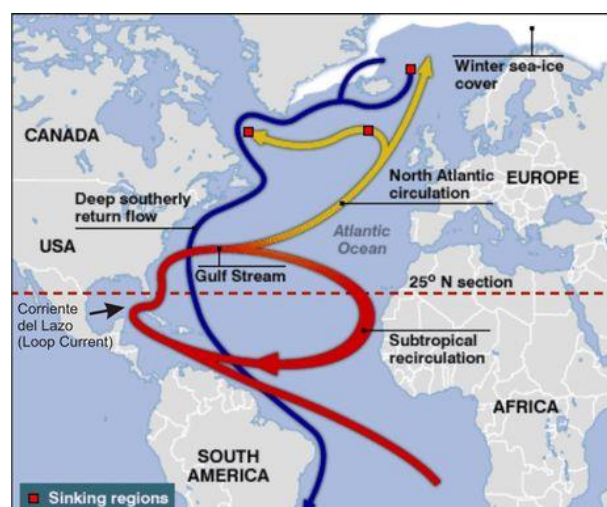 Winter sea-ice
cover
CANADA
North Atlantic
circulation
EUROPE
Deep southerly
return flow
Atlantic
Ocean
USA
Gulf Stream
25° N section
Corriente
del Lazo
(Loop Current)
Subtropical
recirculation
AFRICA
SOUTH
AMERICA
Sinking regions